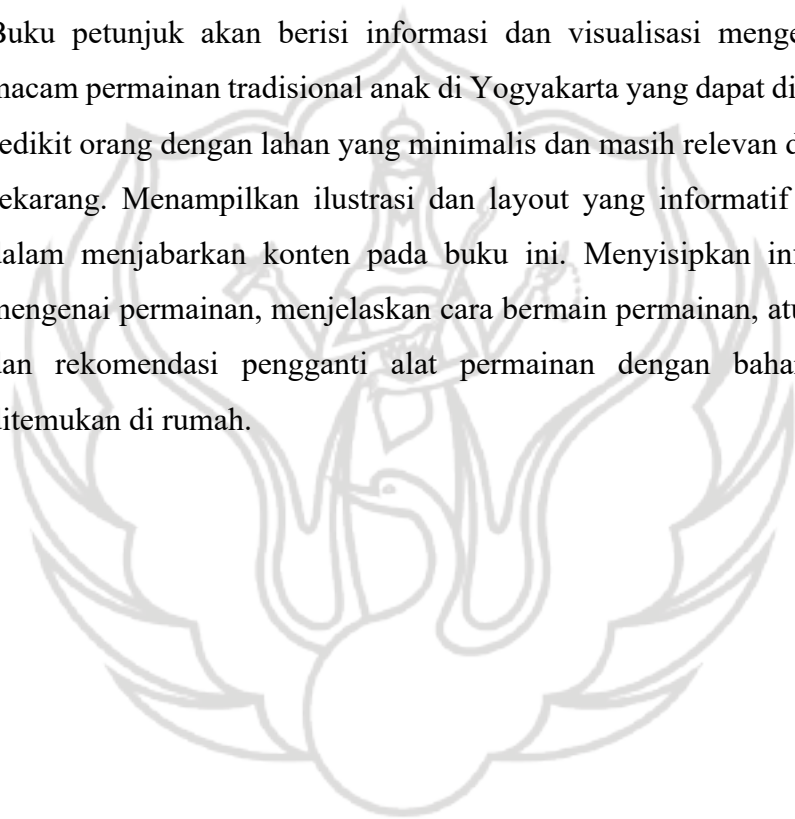 Buku petunjuk akan berisi informasi dan visualisasi menge
macam permainan tradisional anak di Yogyakarta yang dapat di
sedikit orang dengan lahan yang minimalis dan masih relevan d
sekarang. Menampilkan ilustrasi dan layout yang informatif
dalam menjabarkan konten pada buku ini. Menyisipkan inf
mengenai permainan, menjelaskan cara bermain permainan, atu
dan rekomendasi pengganti alat permainan dengan baha
ditemukan di rumah.